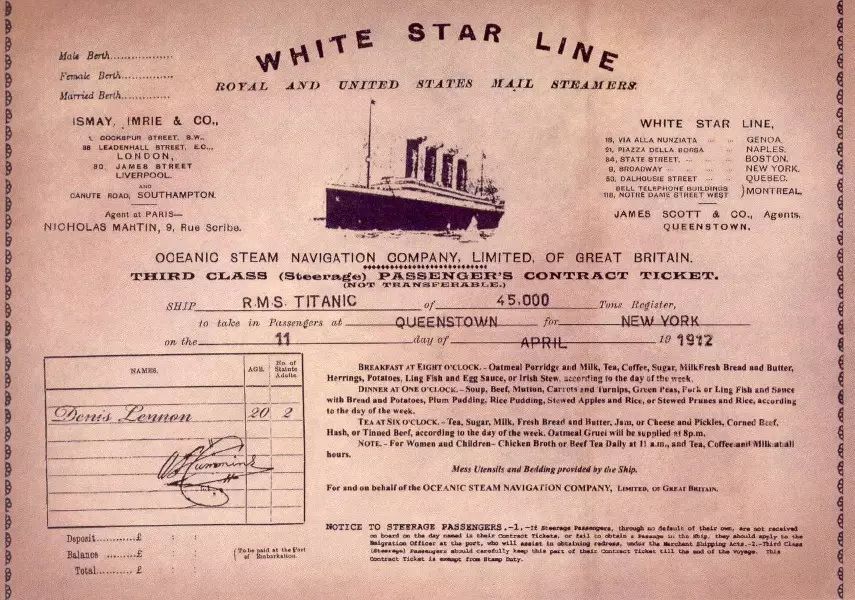 WHITE STAR LINE
ROYAL AND UNITED STATES MAIL STEAMERS.
Male Berth.................
Female Berth..............
Married Berth.............
ISMAY, IMRIE & CO.,
1, COCKSPUR STREET, S.W.,
38 LEADENHALL STREET, E.C.,
LONDON,
30, JAMES STREET
LIVERPOOL.
AND
CANUTE ROAD, SOUTHAMPTON.
Agent at PARIS—
NICHOLAS MARTIN, 9, Rue Scribe.
WHITE STAR LINE,
VIA ALLA NUNZIATA ... ... GENOA.
21, PIAZZA DELLA BORSA ... NAPLES.
84, STATE STREET, ... ... BOSTON.
9, BROADWAY ... ... NEW YORK.
DALHOUSIE STREET ... QUEBEC.
BELL TELEPHONE BUILDINGS
118, NOTRE DAME STREET WEST } MONTREAL.
JAMES SCOTT & CO., Agents.
QUEENSTOWN.
OCEANIC STEAM NAVIGATION COMPANY, LIMITED, OF GREAT BRITAIN.
THIRD CLASS (Steerage) PASSENGER'S CONTRACT TICKET.
(NOT TRANSFERABLE.)
SHIP R.M.S. TITANIC of 45,000 Tons Register,
to take in Passengers at QUEENSTOWN for NEW YORK
on the 11 day of APRIL 19 1912
NAMES. AGE. No. of Statute Adults.
Denis Lennon 20 2
Deposit............£ : :
Balance .........£ : :
Total............ £ : :
(To be paid at the Port
of Embarkation.
BREAKFAST AT EIGHT O'CLOCK. - Oatmeal Porridge and Milk, Tea, Coffee, Sugar, MilkFresh Bread and Butter,
Herrings, Potatoes, Ling Fish and Egg Sauce, or Irish Stew, according to the day of the week.
DINNER AT ONE O'CLOCK. - Soup, Beef, Mutton, Carrots and Turnips, Green Peas, Pork or Ling Fish and Sauce
with Bread and Potatoes, Plum Pudding, Rice Pudding, Stewed Apples and Rice, or Stewed Prunes and Rice, according
to the day of the week.
TEA AT SIX O'CLOCK. - Tea, Sugar, Milk, Fresh Bread and Butter, Jam, or Cheese and Pickles, Corned Beef,
Hash, or Tinned Beef, according to the day of the week. Oatmeal Gruel will be supplied at 8p.m.
NOTE. - For Women and Children- Chicken Broth or Beef Tea Daily at 11 a.m., and Tea, Coffee and Milk at all
hours.
Mess Utensils and Bedding provided by the Ship.
For and on behalf of the OCEANIC STEAM NAVIGATION COMPANY, LIMITED, OF GREAT BRITAIN.
NOTICE TO STEERAGE PASSENGERS.-1.-If Steerage Passengers, through no default of their own, are not received
on board on the day named in their Contract Tickets, or fail to obtain a Passage in the Ship, they should apply to the
Emigration Officer at the port, who will assist in obtaining redress, under the Merchant Shipping Acts.-2.-Third Class
(Steerage) Passengers should carefully keep this part of their Contract Ticket till the end of the Voyage. This
Contract Ticket is exempt from Stamp Duty.